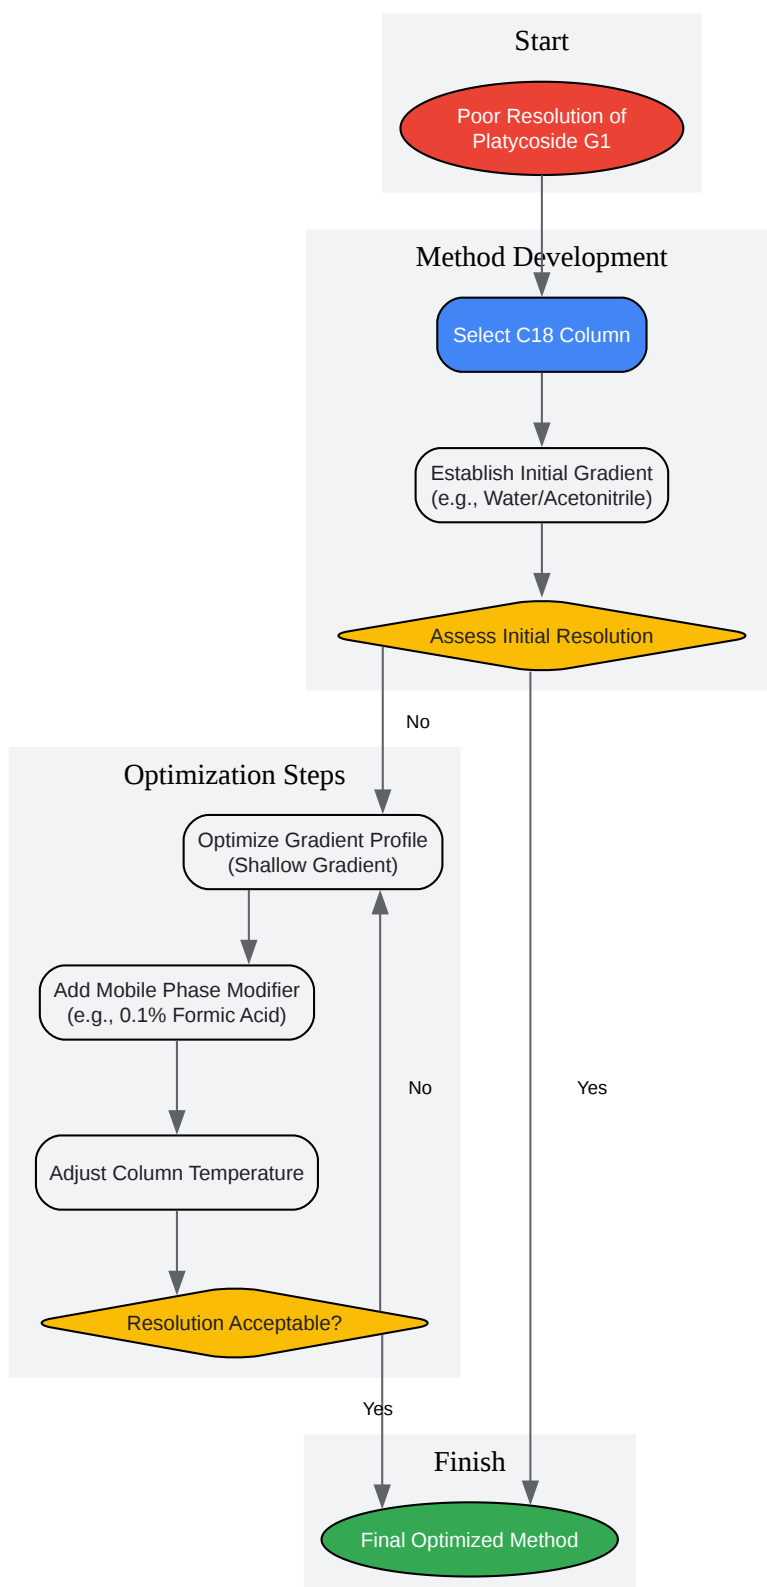 Start
Poor Resolution of
Platycoside G1
Method Development
Select C18 Column
Establish Initial Gradient
(e.g., Water/Acetonitrile)
Assess Initial Resolution
No
Optimization Steps
Optimize Gradient Profile
(Shallow Gradient)
Add Mobile Phase Modifier
(e.g., 0.1% Formic Acid)
No
Yes
Adjust Column Temperature
Resolution Acceptable?
Yes
Finish
Final Optimized Method